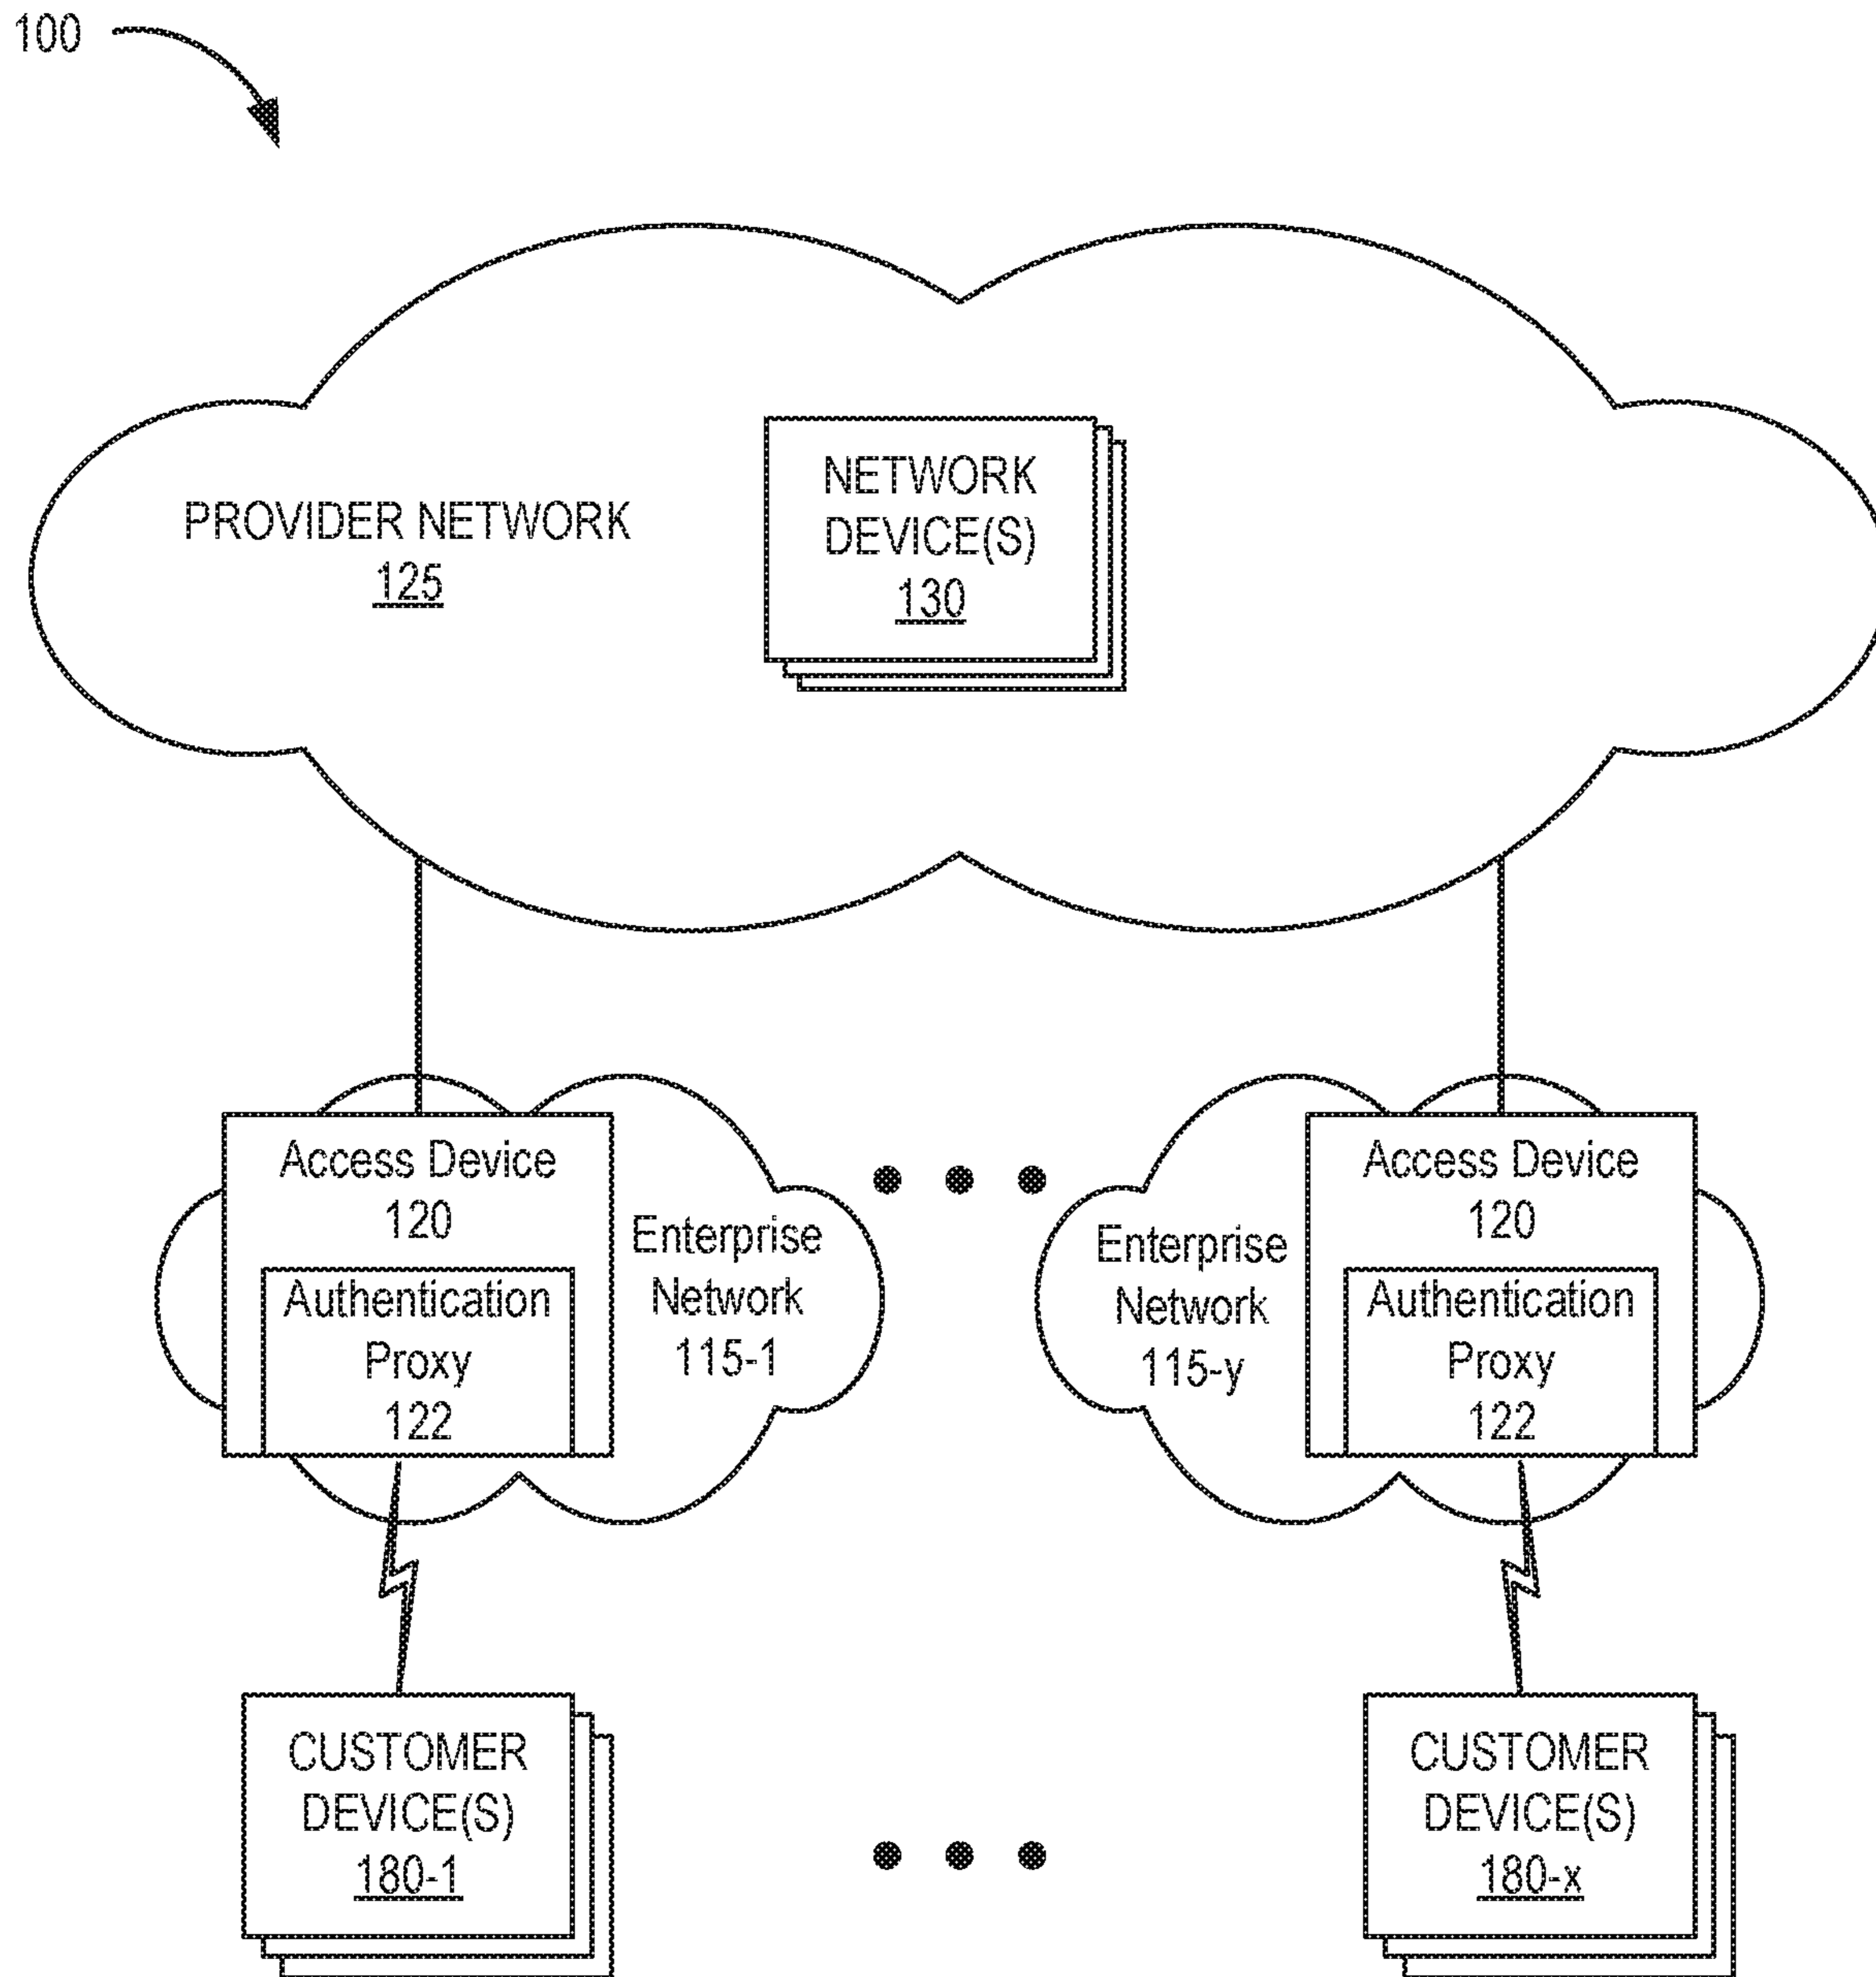 100
PROVIDER NETWORK
125
NETWORK
DEVICE(S)
130
Access Device
120
Authentication
Proxy
122
Enterprise
Network
115-1
Enterprise
Network
115-y
Access Device
120
Authentication
Proxy
122
CUSTOMER
DEVICE(S)
180-1
CUSTOMER
DEVICE(S)
180-x